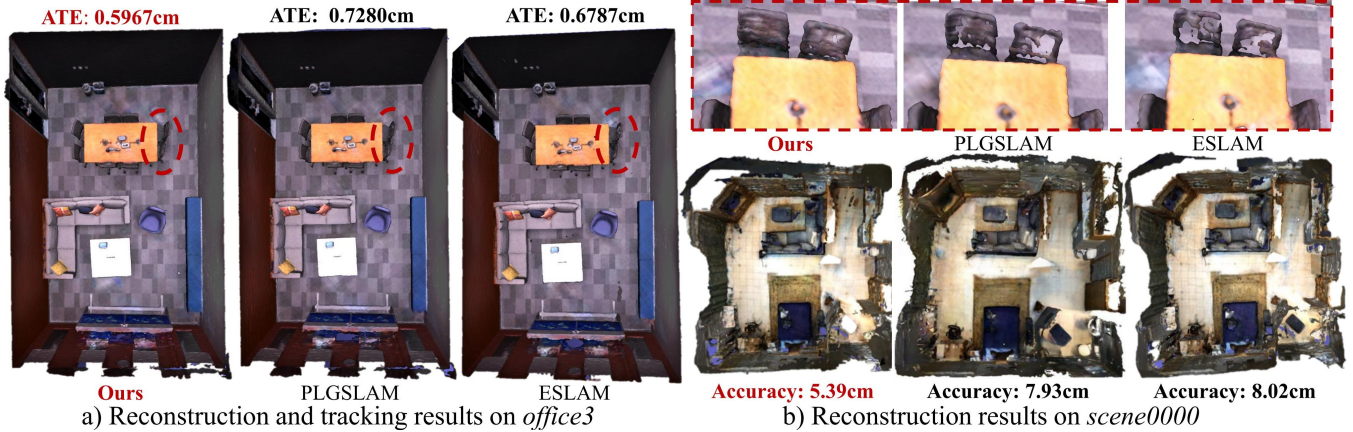 ATE: 0.5967cm ATE: 0.7280cm ATE: 0.6787cm
Ours PLGSLAM ESLAM
a) Reconstruction and tracking results on office3
Ours PLGSLAM ESLAM
Accuracy: 5.39cm Accuracy: 7.93cm Accuracy: 8.02cm
b) Reconstruction results on scene0000